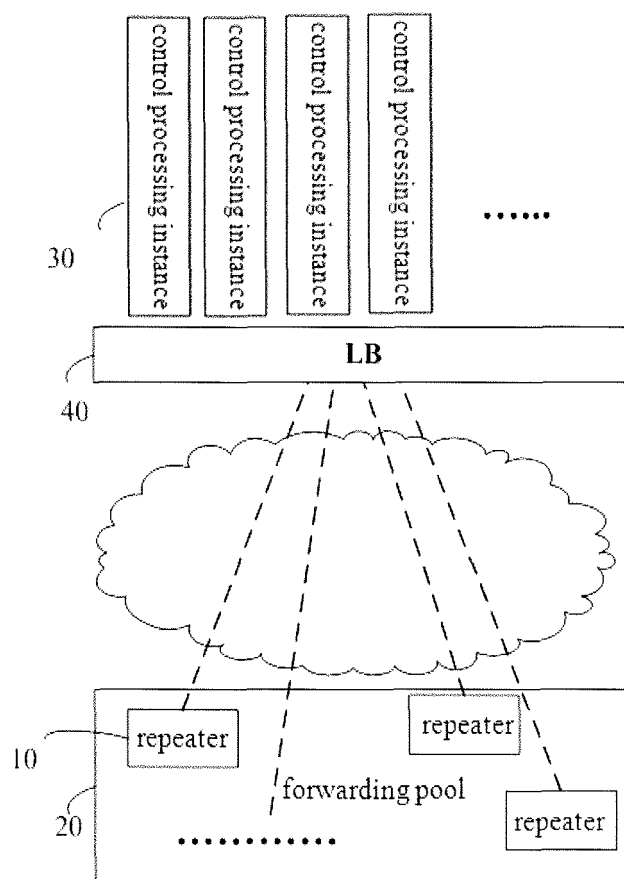 control processing instance
control processing instance
control processing instance
control processing instance
......
30
LB
40
repeater
repeater
10
forwarding pool
20
repeater
............